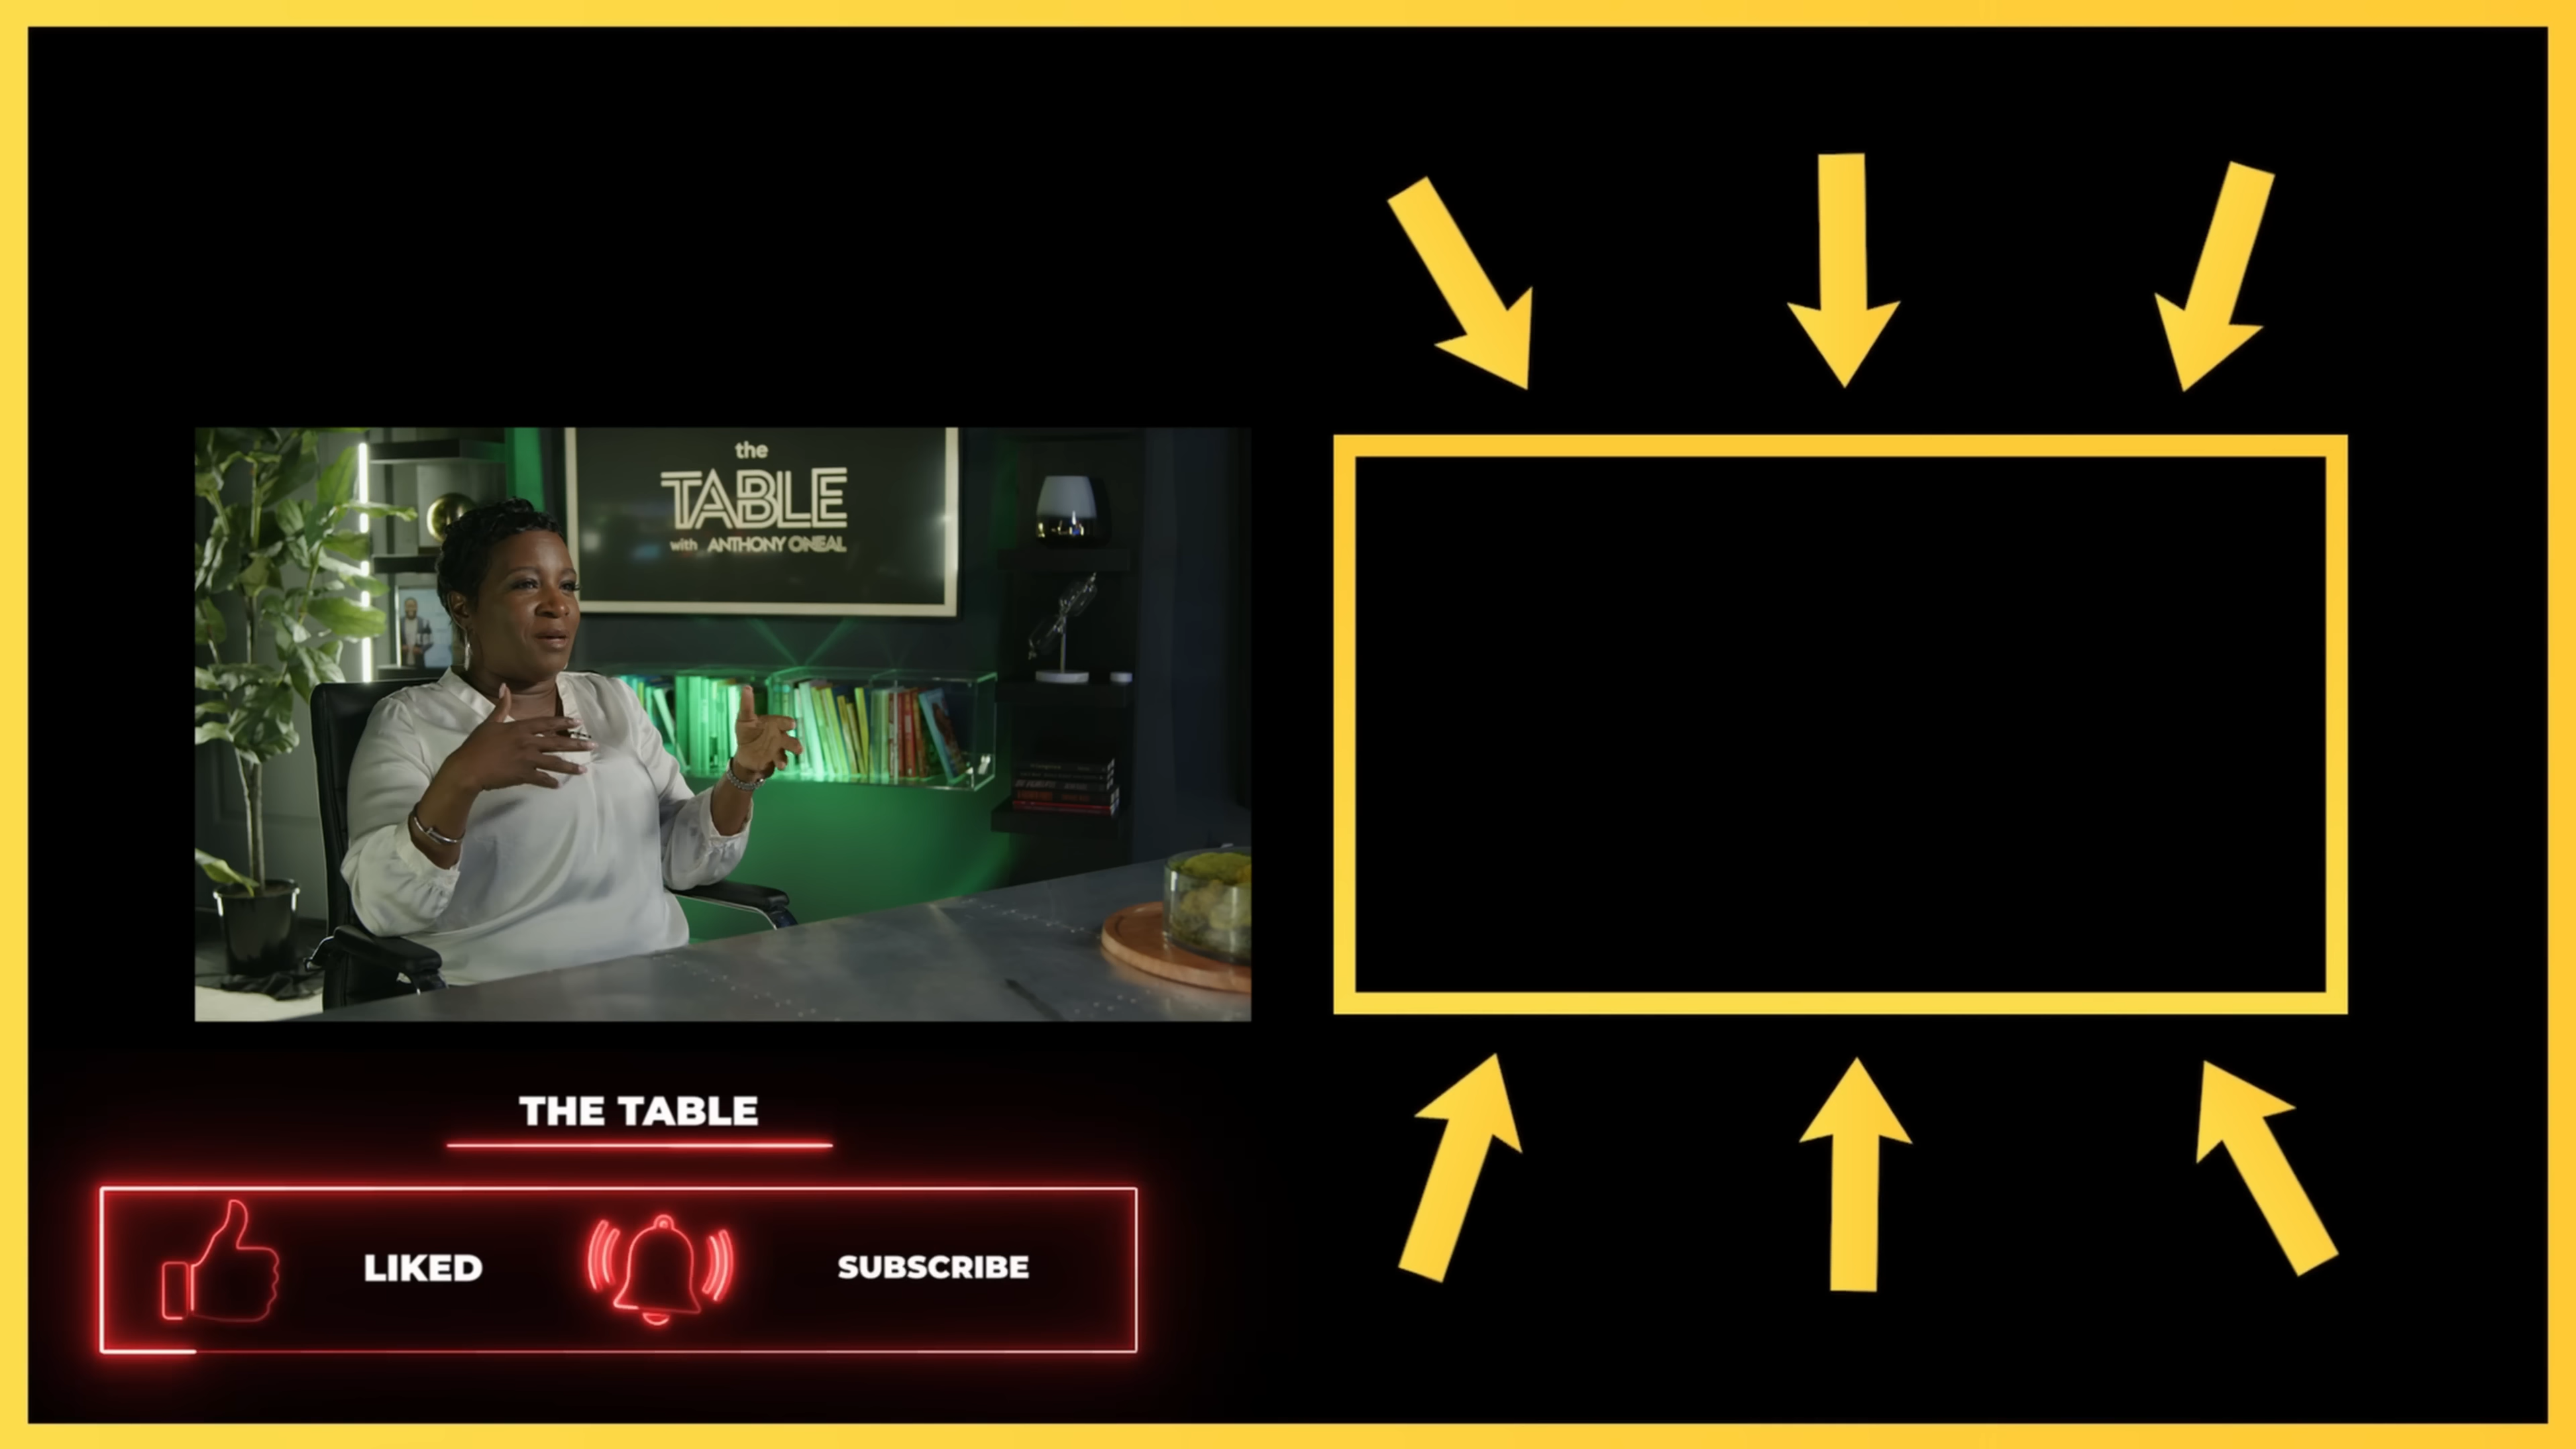 the
TABLE
with ANTHONY ONEAL
THE TABLE
LIKED
SUBSCRIBE